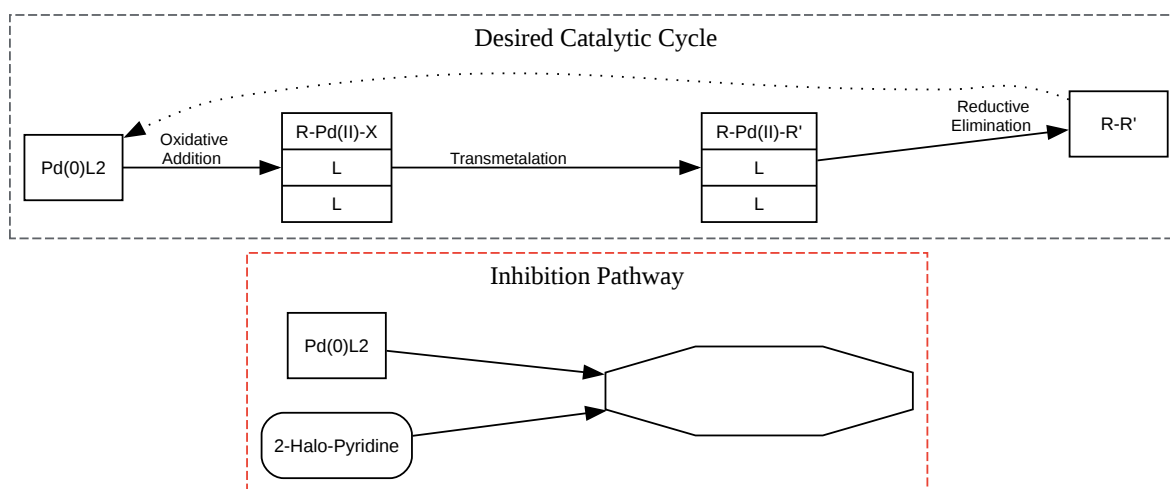 Desired Catalytic Cycle
Pd(0)L2
Oxidative
Addition
R-Pd(II)-X
L
L
Transmetalation
R-Pd(II)-R'
L
L
Reductive
Elimination
R-R'
Inhibition Pathway
Pd(0)L2
2-Halo-Pyridine